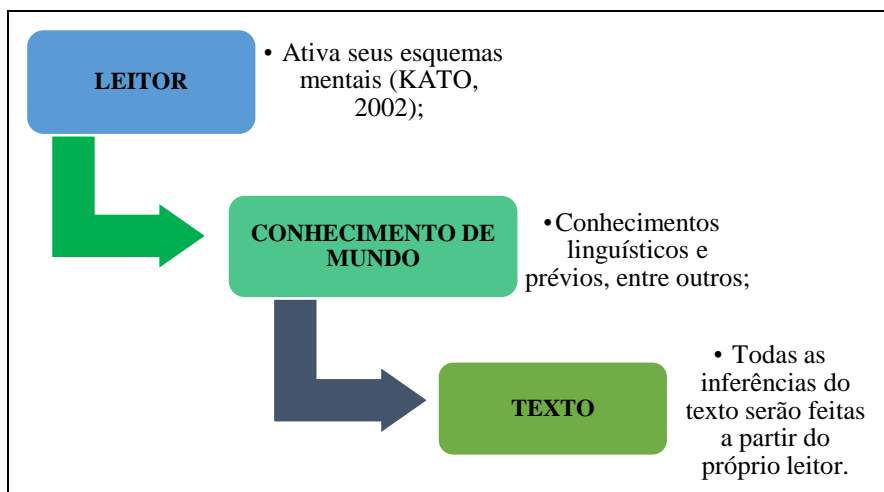 LEITOR
• Ativa seus esquemas
mentais (KATO,
2002);
CONHECIMENTO DE
MUNDO
•Conhecimentos
linguísticos e
prévios, entre outros;
TEXTO
• Todas as
inferências do
texto serão feitas
a partir do
próprio leitor.